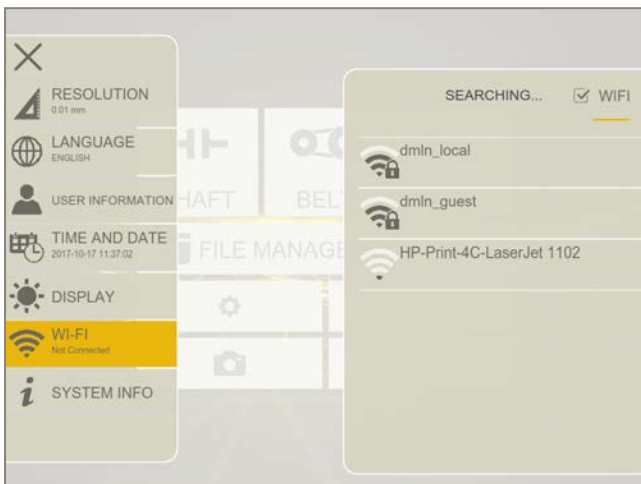 RESOLUTION
0.01 mm
LANGUAGE
ENGLISH
USER INFORMATION
TIME AND DATE
2017-10-17 11:37:02
DISPLAY
WI-FI
Not Connected
SYSTEM INFO
HAFT
BEL
FILE MANAGE
SEARCHING...
WIFI
dmln_local
dmln_guest
HP-Print-4C-LaserJet 1102